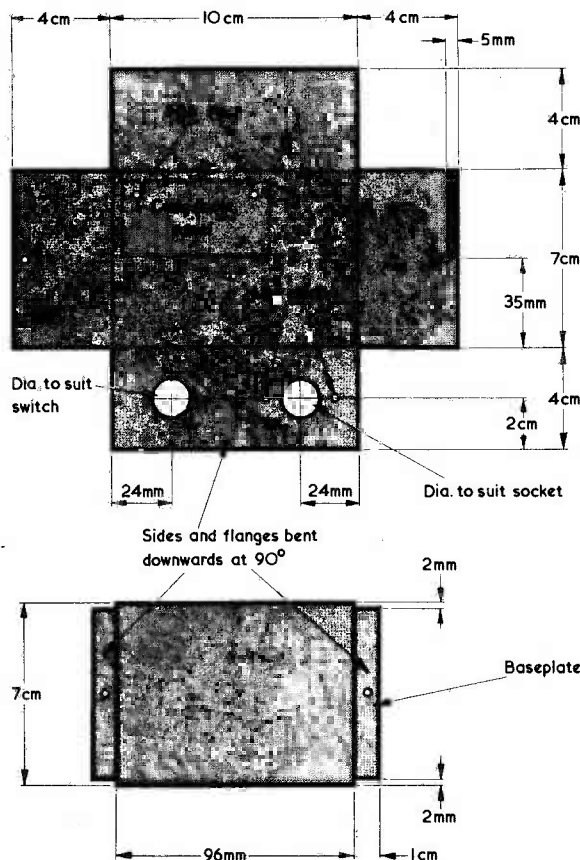 4cm
10cm
4cm
5mm
4cm
7cm
35mm
Dia. to suit
switch
4cm
2cm
24mm
24mm
Dia. to suit socket
Sides and flanges bent
downwards at 90°
2mm
7cm
Baseplate
2mm
96mm
1cm